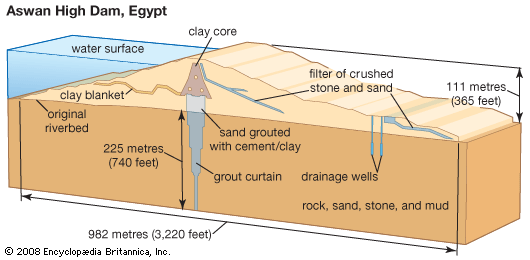 Aswan High Dam, Egypt
clay core
water surface
filter of crushed
stone and sand
111 metres
(365 feet)
clay blanket
original
riverbed
sand grouted
with cement/clay
225 metres
(740 feet)
grout curtain
drainage wells
rock, sand, stone, and mud
982 metres (3,220 feet)
© 2008 Encyclopædia Britannica, Inc.